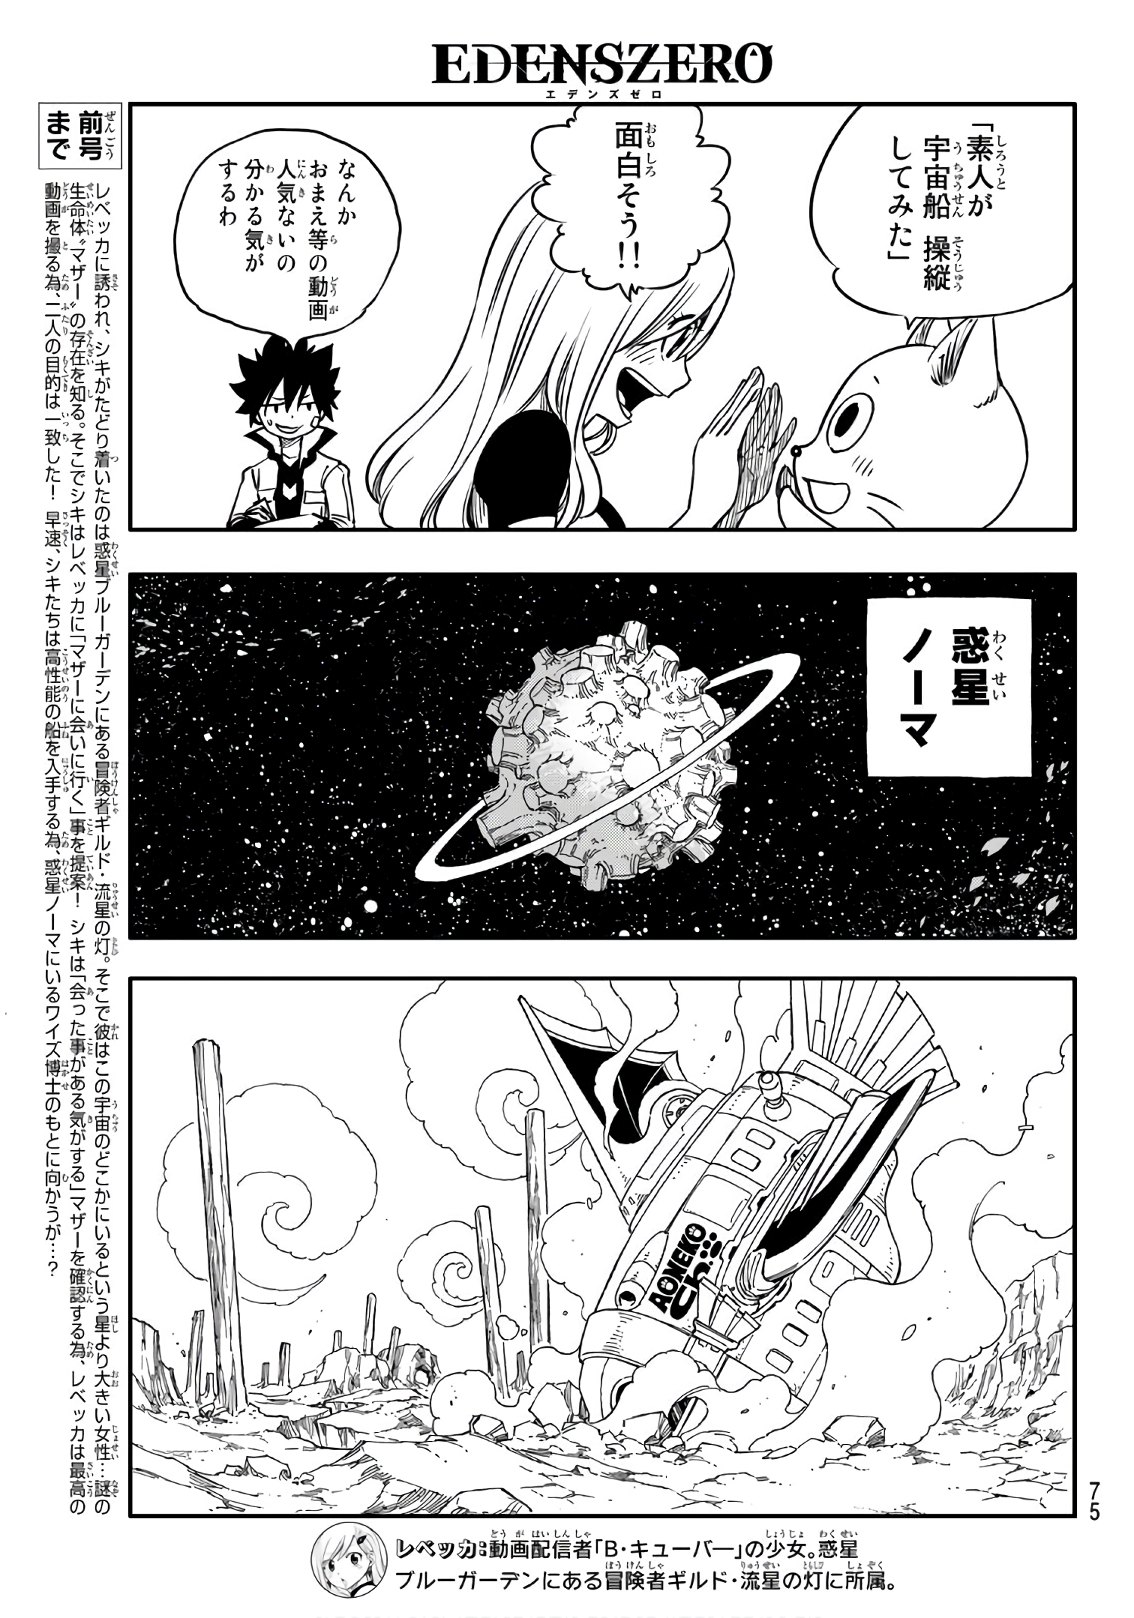 EDENSZERO
エデンズゼロ
「素人が
宇宙船 操縦
してみた」
面白そう!!
なんか
おまえ等の動画
人気ないの
分かる気が
するわ
惑星
ノーマ
AONEKO
Ch
前号
まで
レベッカに誘われ、シキがたどり着いたのは惑星ブルーガーデンにある冒険者ギルド・流星の灯。そこで彼はこの宇宙のどこかにいるという星より大きい女性…謎の
生命体〝マザー〟の存在を知る。そこでシキはレベッカに「マザーに会いに行く」事を提案! シキは「会った事がある気がする」マザーを確認する為、レベッカは最高の
動画を撮る為、二人の目的は一致した! 早速、シキたちは高性能の船を入手する為、惑星ノーマにいるワイズ博士のもとに向かうが…?
75
レベッカ:動画配信者「B・キューバー」の少女。惑星
ブルーガーデンにある冒険者ギルド・流星の灯に所属。